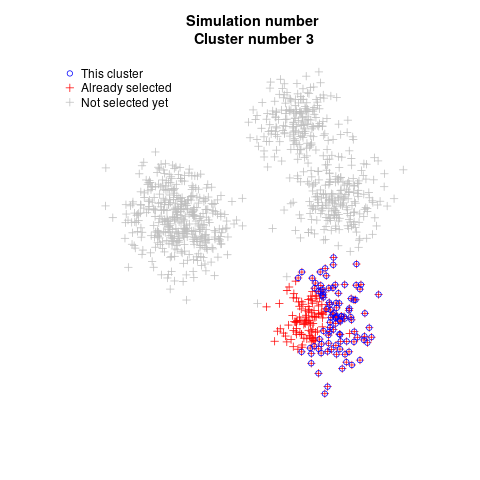 Simulation number
Cluster number 3
This cluster
Already selected
Not selected yet